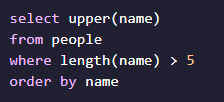 select upper(name)
from people
where length(name) > 5
order by name